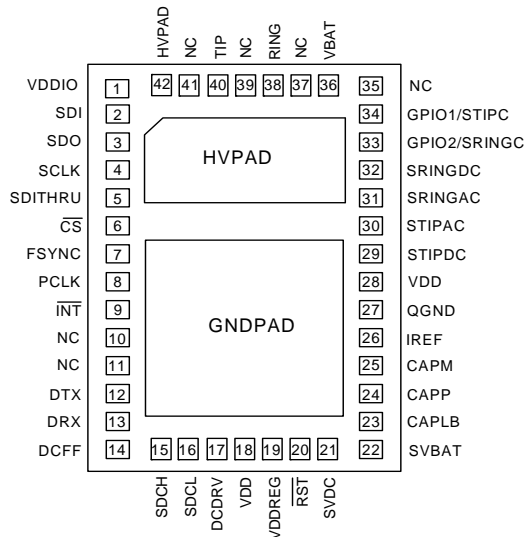 HVPAD
NC
TIP
NC
RING
NC
VBAT
42 41 40 39 38 37 36
VDDIO 1
SDI 2
SDO 3
SCLK 4
SDITHRU 5
CS 6
FSYNC 7
PCLK 8
INT 9
NC 10
NC 11
DTX 12
DRX 13
DCFF 14
HVPAD
GNDPAD
35 NC
34 GPIO1/STIPC
33 GPIO2/SRINGC
32 SRINGDC
31 SRINGAC
30 STIPAC
29 STIPDC
28 VDD
27 QGND
26 IREF
25 CAPM
24 CAPP
23 CAPLB
22 SVBAT
15 16 17 18 19 20 21
SDCH
SDCL
DCDRV
VDD
VDDREG
RST
SVDC